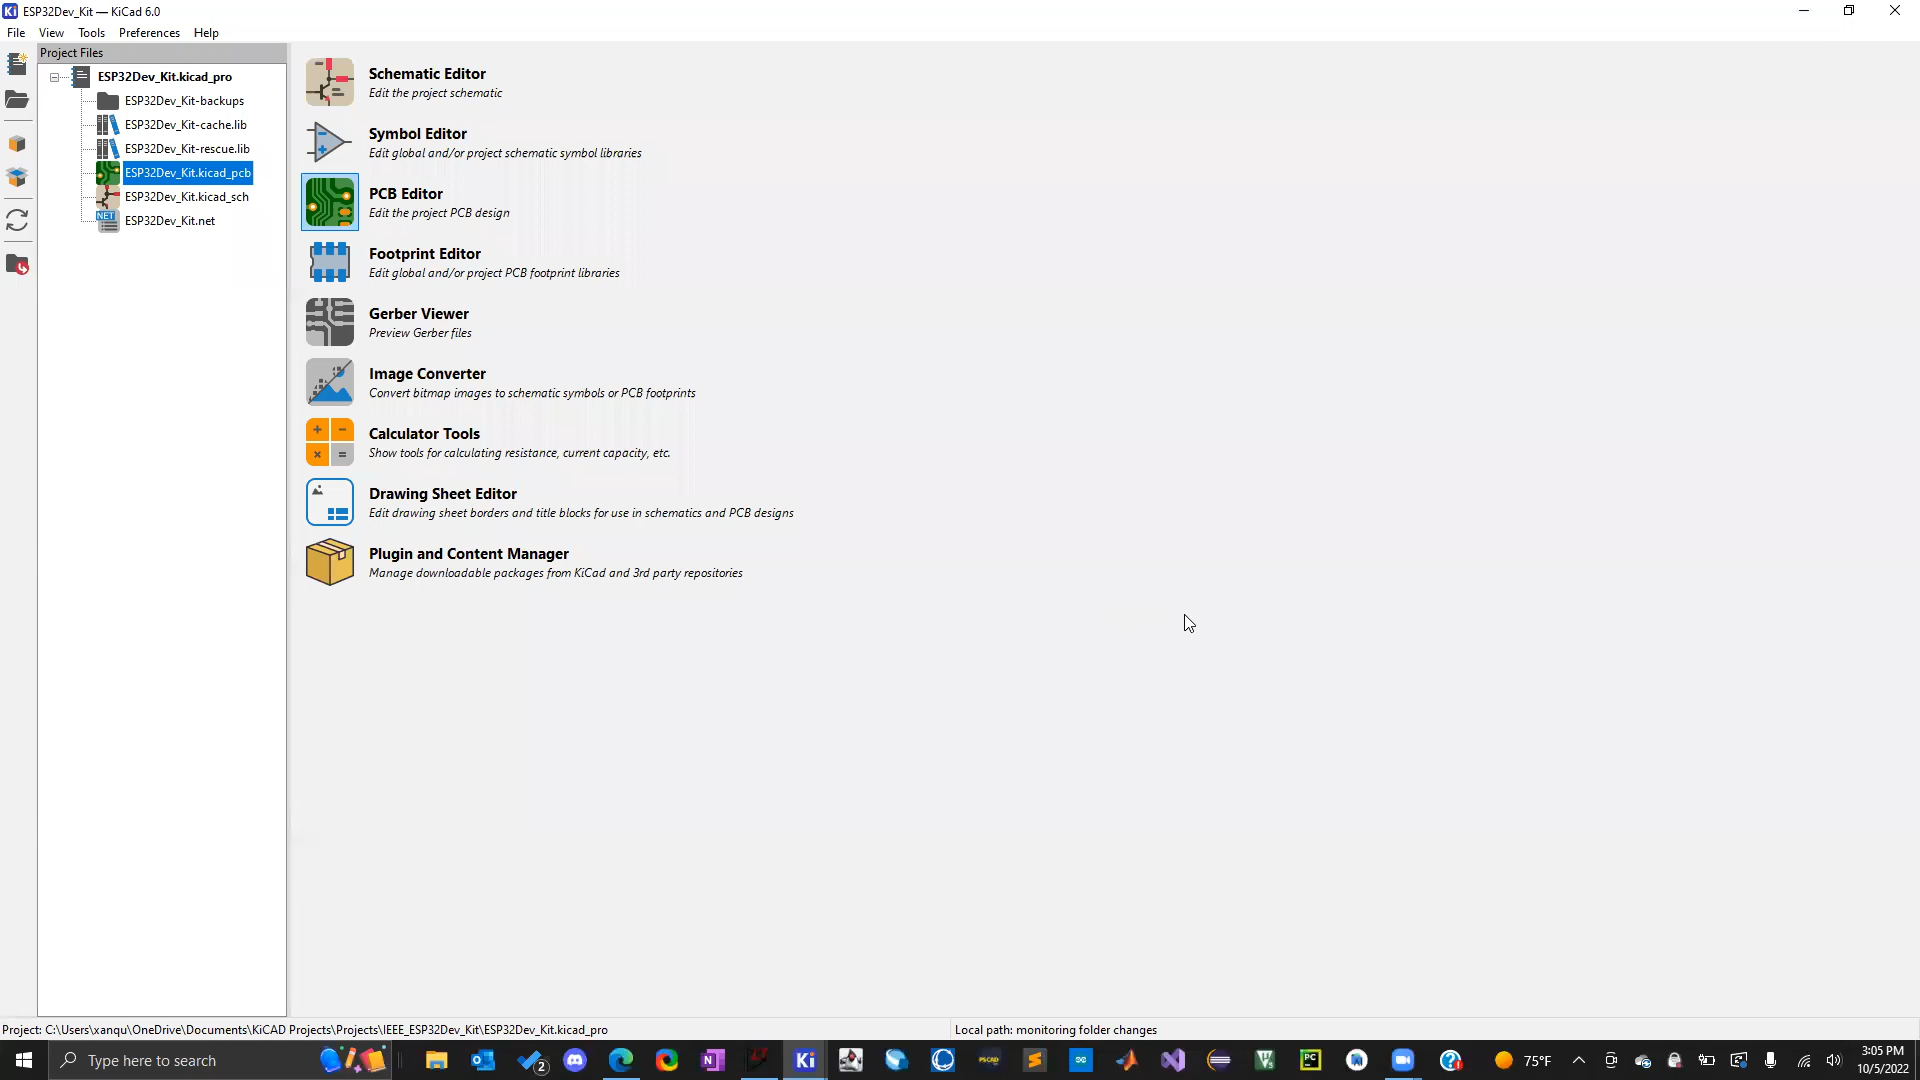 Ki ESP32Dev_Kit — KiCad 6.0
File View Tools Preferences Help
Project Files
ESP32Dev_Kit.kicad_pro
ESP32Dev_Kit-backups
ESP32Dev_Kit-cache.lib
ESP32Dev_Kit-rescue.lib
ESP32Dev_Kit.kicad_pcb
ESP32Dev_Kit.kicad_sch
NET ESP32Dev_Kit.net
Schematic Editor
Edit the project schematic
Symbol Editor
Edit global and/or project schematic symbol libraries
PCB Editor
Edit the project PCB design
Footprint Editor
Edit global and/or project PCB footprint libraries
Gerber Viewer
Preview Gerber files
Image Converter
Convert bitmap images to schematic symbols or PCB footprints
Calculator Tools
Show tools for calculating resistance, current capacity, etc.
Drawing Sheet Editor
Edit drawing sheet borders and title blocks for use in schematics and PCB designs
Plugin and Content Manager
Manage downloadable packages from KiCad and 3rd party repositories
Project: C:\Users\xanqu\OneDrive\Documents\KiCAD Projects\Projects\IEEE_ESP32Dev_Kit\ESP32Dev_Kit.kicad_pro
Local path: monitoring folder changes
Type here to search
2
N
Ki
PSCAD
PC
75°F
3:05 PM
10/5/2022